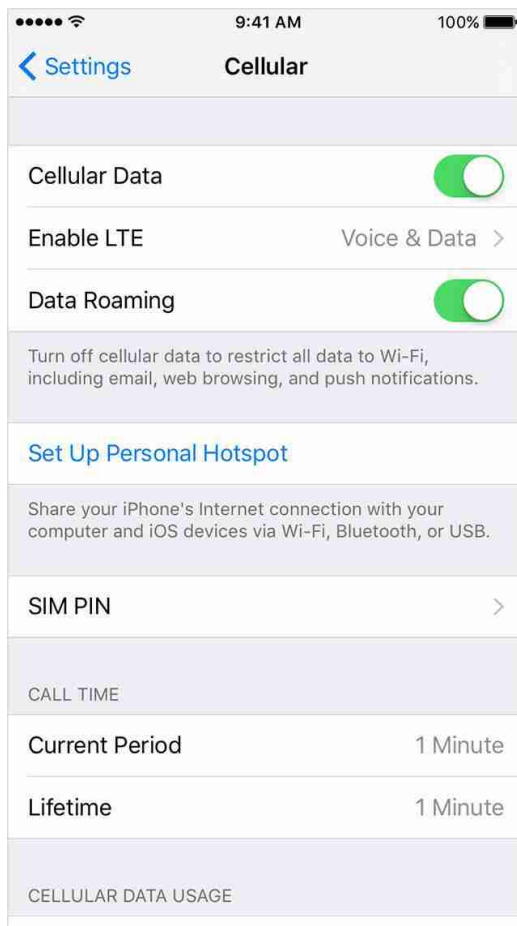 9:41 AM 100%
Settings Cellular
Cellular Data
Enable LTE Voice & Data
Data Roaming
Turn off cellular data to restrict all data to Wi-Fi,
including email, web browsing, and push notifications.
Set Up Personal Hotspot
Share your iPhone's Internet connection with your
computer and iOS devices via Wi-Fi, Bluetooth, or USB.
SIM PIN
CALL TIME
Current Period 1 Minute
Lifetime 1 Minute
CELLULAR DATA USAGE